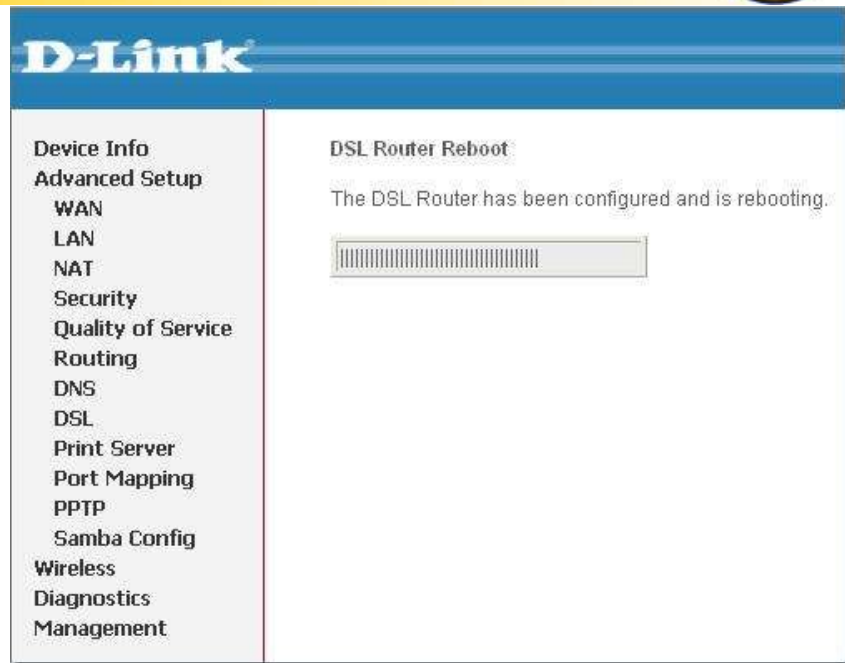 D-Link
Device Info
Advanced Setup
WAN
LAN
NAT
Security
Quality of Service
Routing
DNS
DSL
Print Server
Port Mapping
PPTP
Samba Config
Wireless
Diagnostics
Management
DSL Router Reboot
The DSL Router has been configured and is rebooting.